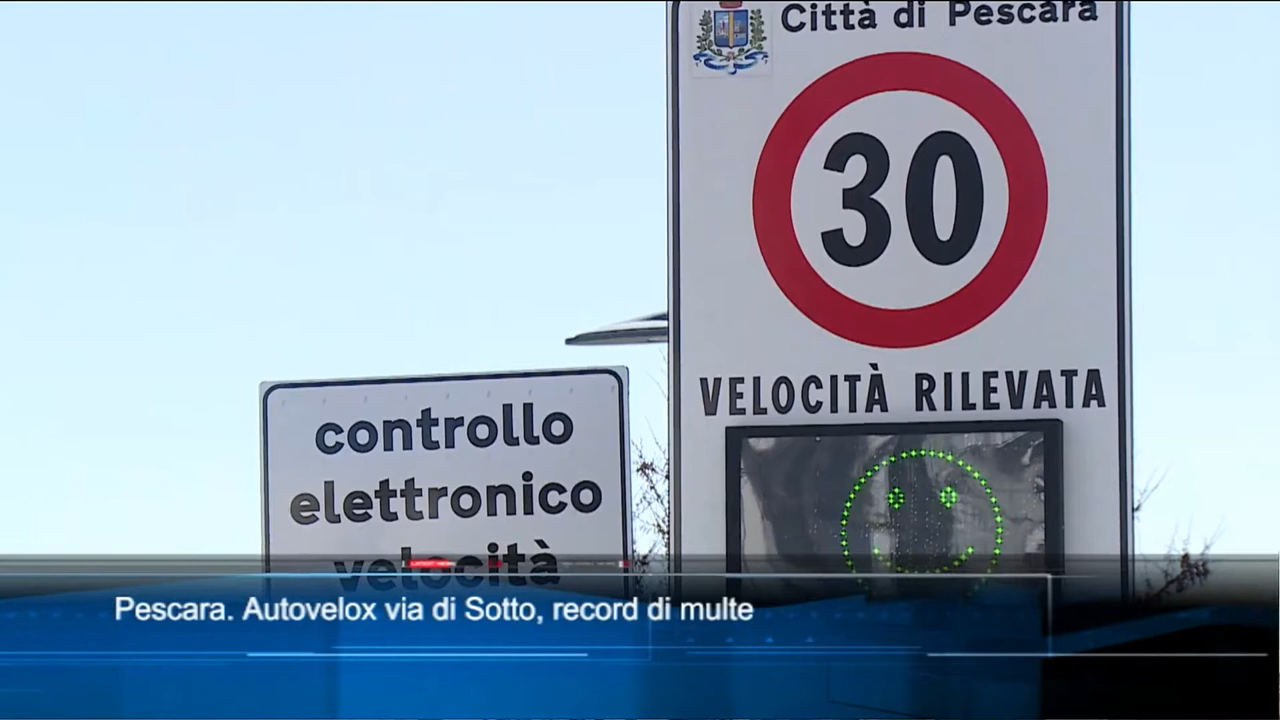 Città di Pescara
30
VELOCITÀ RILEVATA
controllo
elettronico
velocità
Pescara. Autovelox via di Sotto, record di multe